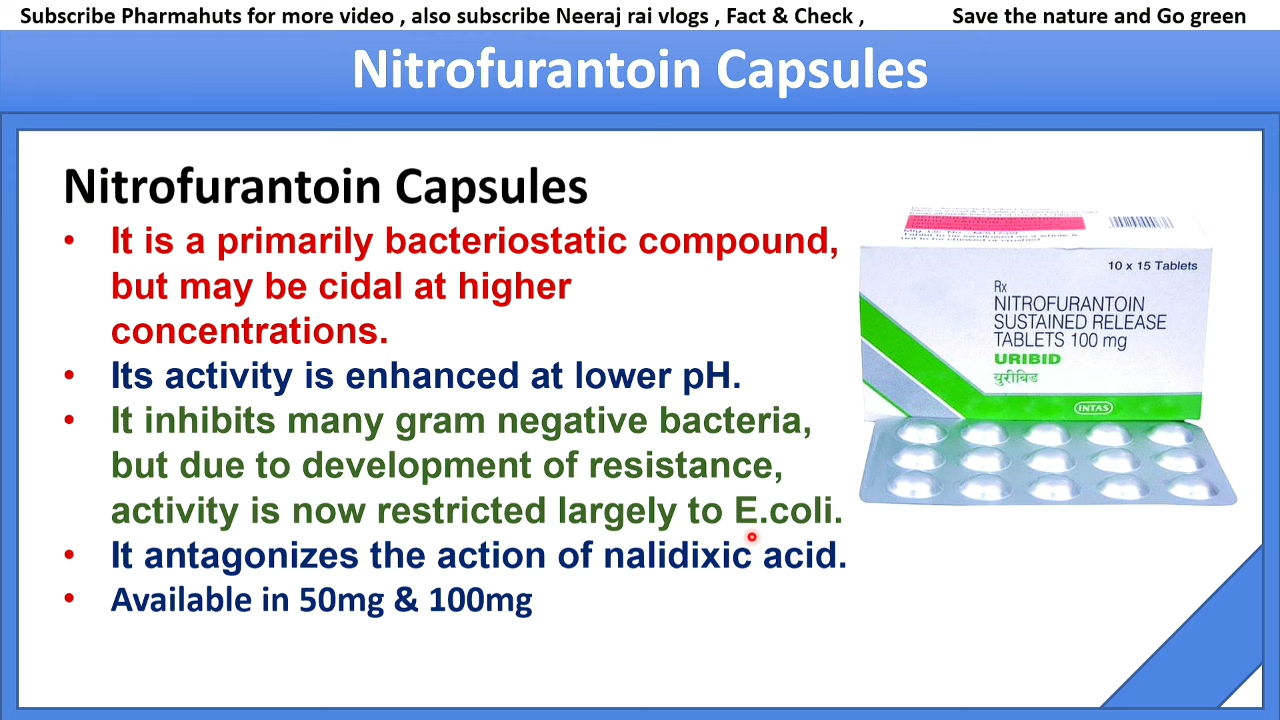 Subscribe Pharmahuts for more video , also subscribe Neeraj rai vlogs , Fact & Check , Save the nature and Go green
Nitrofurantoin Capsules
Nitrofurantoin Capsules
• It is a primarily bacteriostatic compound,
but may be cidal at higher
concentrations.
• Its activity is enhanced at lower pH.
• It inhibits many gram negative bacteria,
but due to development of resistance,
activity is now restricted largely to E.coli.
• It antagonizes the action of nalidixic acid.
• Available in 50mg & 100mg
10 x 15 Tablets
Rx
NITROFURANTOIN
SUSTAINED RELEASE
TABLETS 100 mg
URIBID
यूरीबिड
INTAS